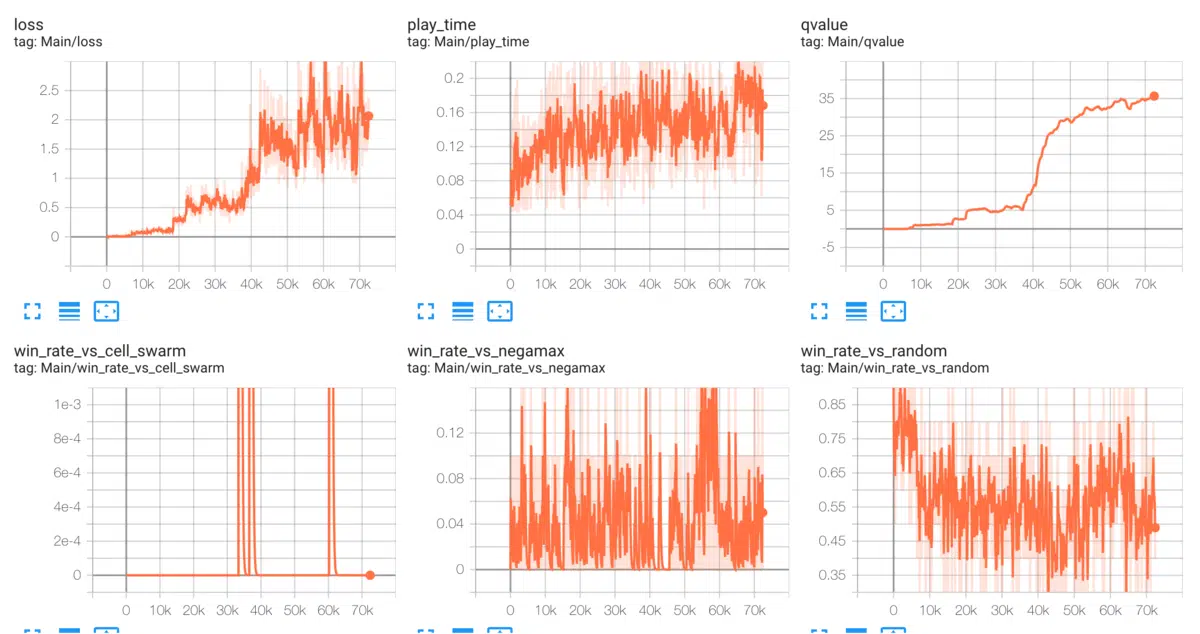 loss
tag: Main/loss
2.5
2
1.5
1
0.5
0
0 10k 20k 30k 40k 50k 60k 70k
play_time
tag: Main/play_time
0.2
0.16
0.12
0.08
0.04
0
0 10k 20k 30k 40k 50k 60k 70k
qvalue
tag: Main/qvalue
35
25
15
5
-5
0 10k 20k 30k 40k 50k 60k 70k
win_rate_vs_cell_swarm
tag: Main/win_rate_vs_cell_swarm
1e-3
8e-4
6e-4
4e-4
2e-4
0
0 10k 20k 30k 40k 50k 60k 70k
win_rate_vs_negamax
tag: Main/win_rate_vs_negamax
0.12
0.08
0.04
0
0 10k 20k 30k 40k 50k 60k 70k
win_rate_vs_random
tag: Main/win_rate_vs_random
0.85
0.75
0.65
0.55
0.45
0.35
0 10k 20k 30k 40k 50k 60k 70k